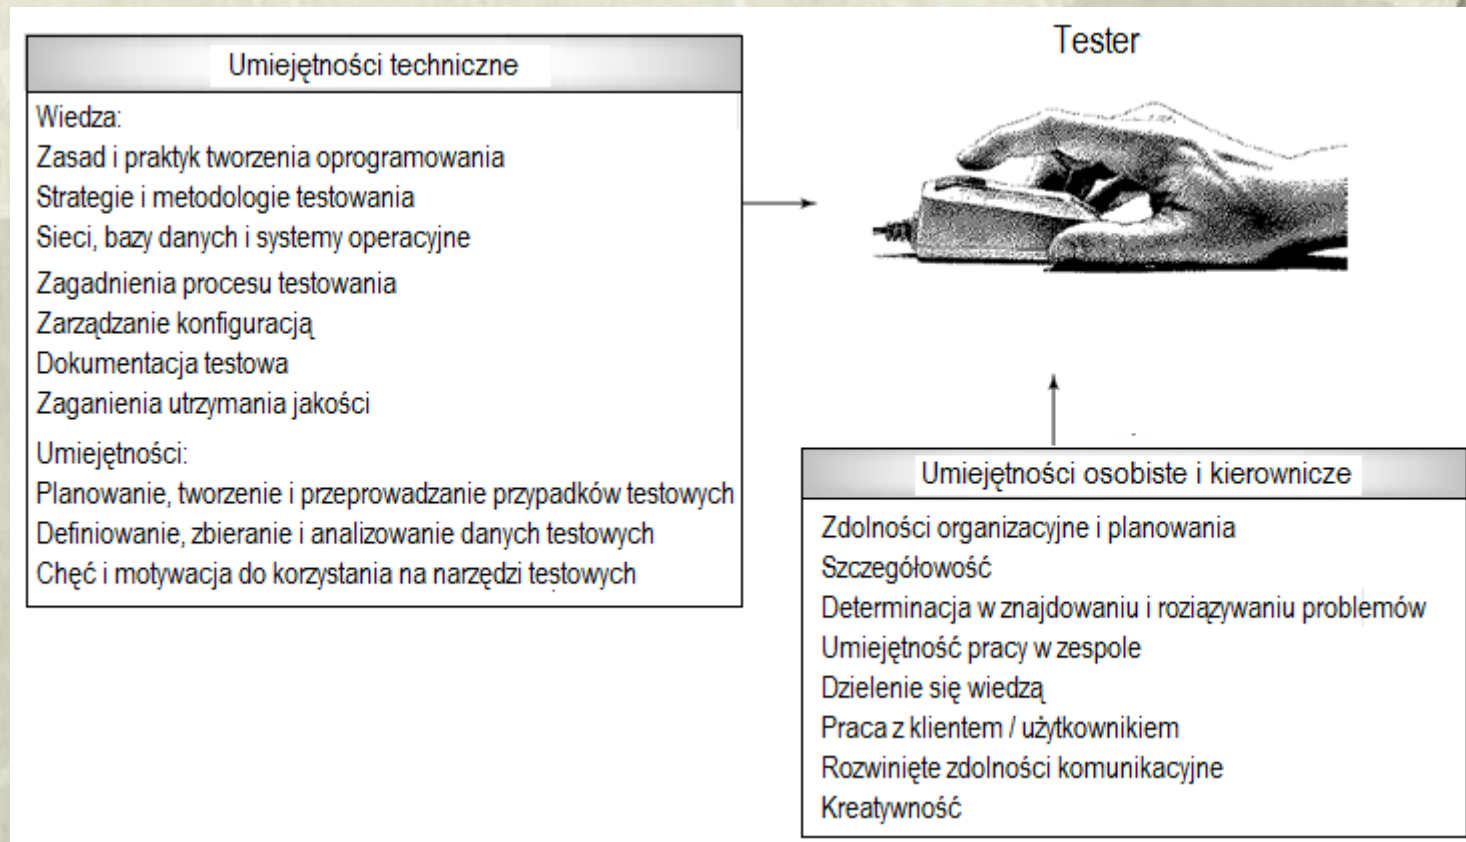 Umiejętności techniczne
Wiedza:
Zasad i praktyk tworzenia oprogramowania
Strategie i metodologie testowania
Sieci, bazy danych i systemy operacyjne
Zagadnienia procesu testowania
Zarządzanie konfiguracją
Dokumentacja testowa
Zaganienia utrzymania jakości
Umiejętności:
Planowanie, tworzenie i przeprowadzanie przypadków testowych
Definiowanie, zbieranie i analizowanie danych testowych
Chęć i motywacja do korzystania na narzędzi testowych
Tester
Umiejętności osobiste i kierownicze
Zdolności organizacyjne i planowania
Szczegółowość
Determinacja w znajdowaniu i roziązywaniu problemów
Umiejętność pracy w zespole
Dzielenie się wiedzą
Praca z klientem / użytkownikiem
Rozwinięte zdolności komunikacyjne
Kreatywność